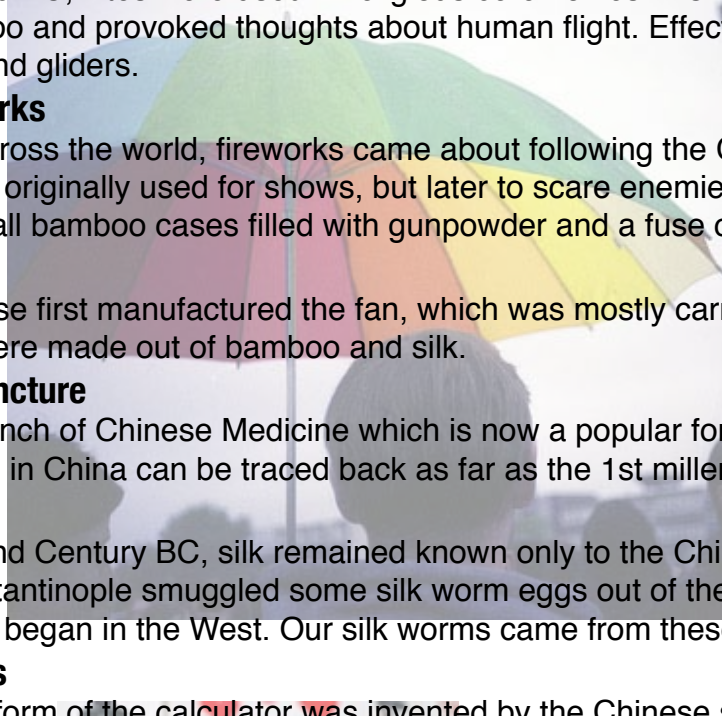 oo and provoked thoughts about human flight. Effec
nd gliders.
rks
ross the world, fireworks came about following the
originally used for shows, but later to scare enemie
all bamboo cases filled with gunpowder and a fuse
se first manufactured the fan, which was mostly carr
ere made out of bamboo and silk.
ncture
nch of Chinese Medicine which is now a popular for
in China can be traced back as far as the 1st miller
nd Century BC, silk remained known only to the Chi
tantinople smuggled some silk worm eggs out of the
began in the West. Our silk worms came from these
s
form of the calculator was invented by the Chinese